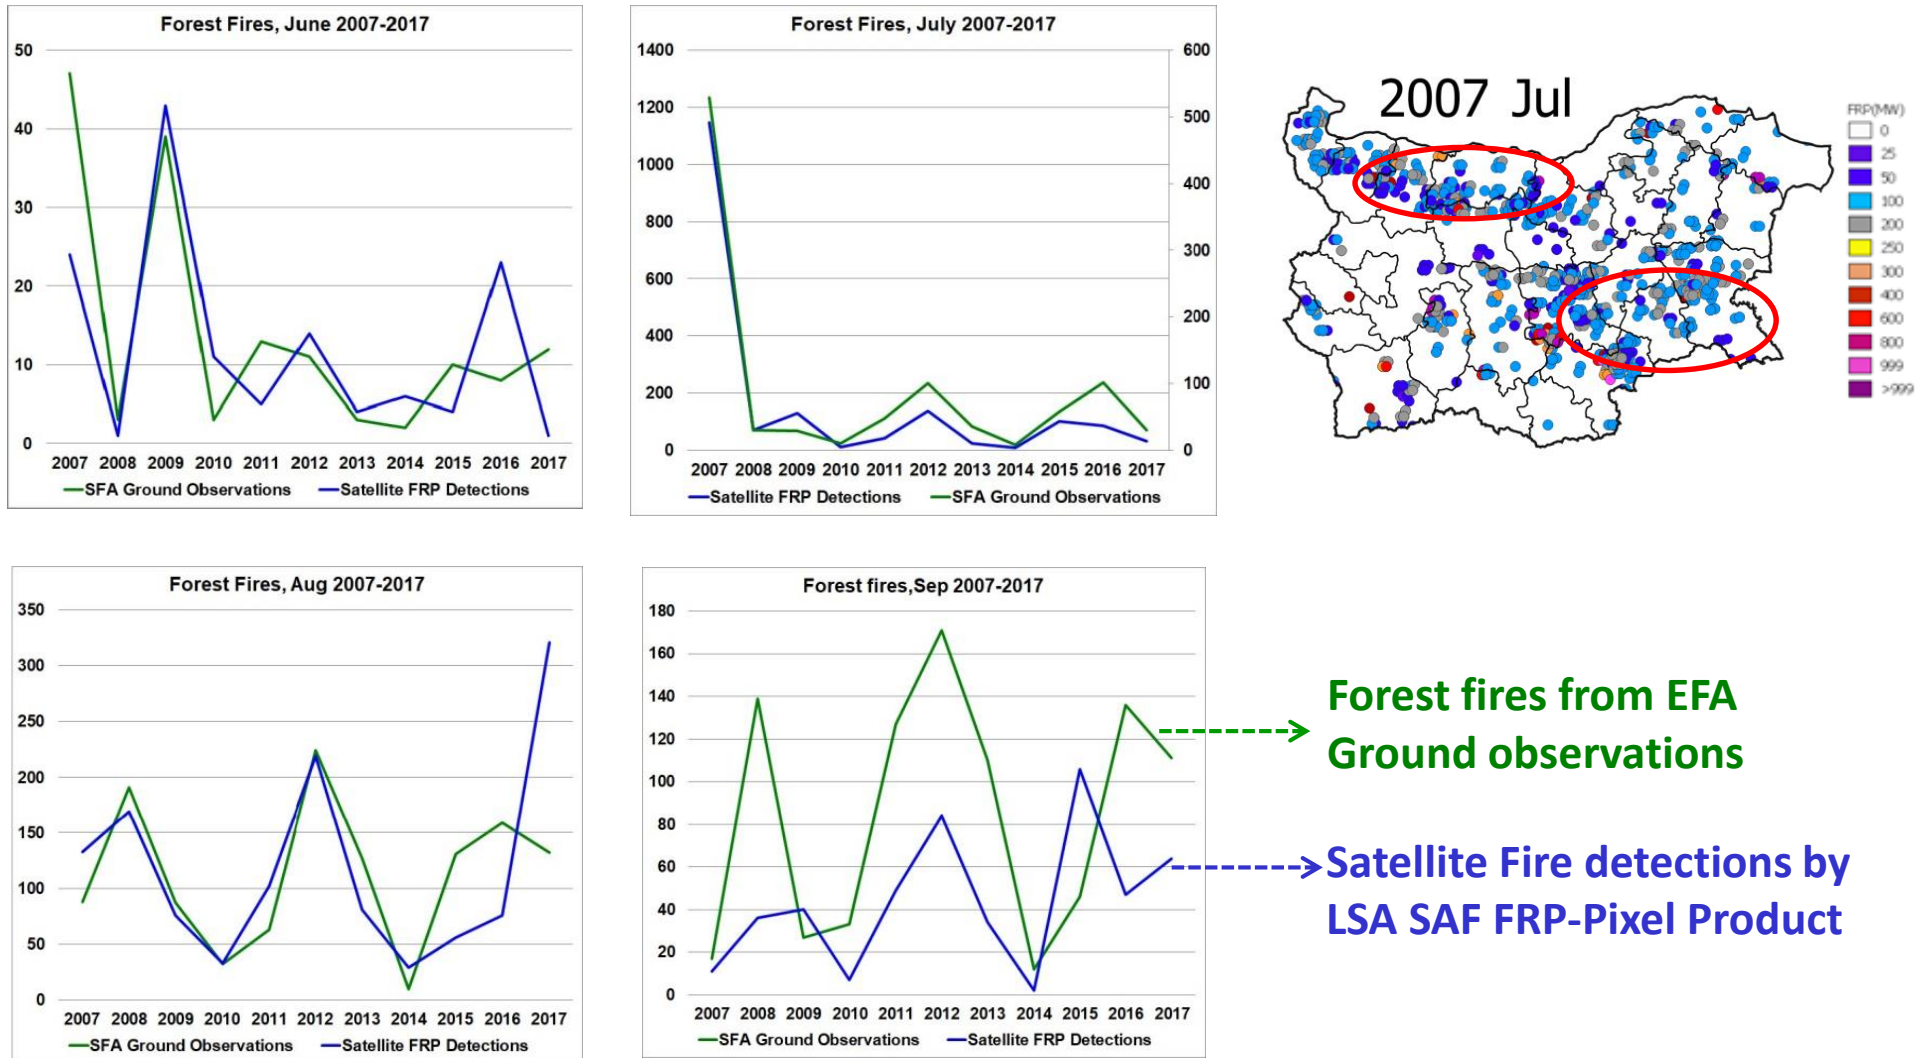 Forest Fires, June 2007-2017
50
40
30
20
10
0
2007 2008 2009 2010 2011 2012 2013 2014 2015 2016 2017
SFA Ground Observations Satellite FRP Detections
Forest Fires, July 2007-2017
1400 600
1200 500
1000 400
800 300
600 200
400 100
200 0
0
2007 2008 2009 2010 2011 2012 2013 2014 2015 2016 2017
Satellite FRP Detections SFA Ground Observations
2007 Jul
FRP(MW)
0
25
50
100
200
250
300
400
600
800
999
>999
Forest Fires, Aug 2007-2017
350
300
250
200
150
100
50
0
2007 2008 2009 2010 2011 2012 2013 2014 2015 2016 2017
SFA Ground Observations Satellite FRP Detections
Forest fires,Sep 2007-2017
180
160
140
120
100
80
60
40
20
0
2007 2008 2009 2010 2011 2012 2013 2014 2015 2016 2017
SFA Ground Observations Satellite FRP Detections
Forest fires from EFA
Ground observations
Satellite Fire detections by
LSA SAF FRP-Pixel Product